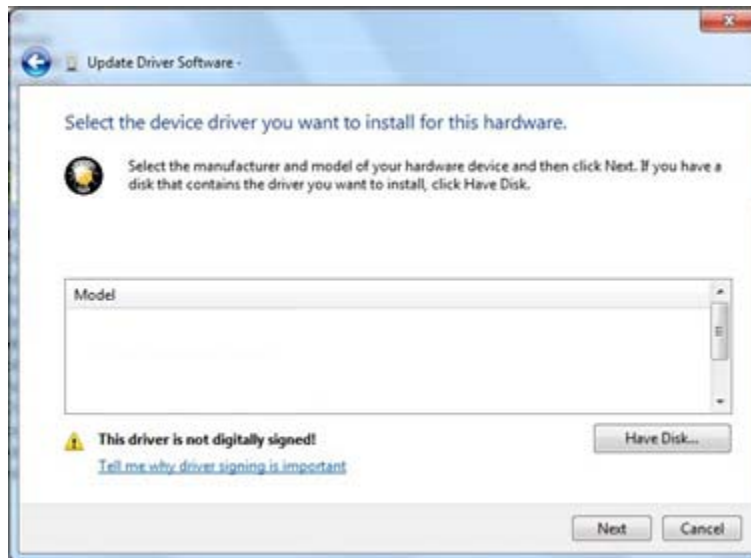 Update Driver Software -
Select the device driver you want to install for this hardware.
Select the manufacturer and model of your hardware device and then click Next. If you have a
disk that contains the driver you want to install, click Have Disk.
Model
This driver is not digitally signed!
Have Disk...
Tell me why driver signing is important
Next
Cancel